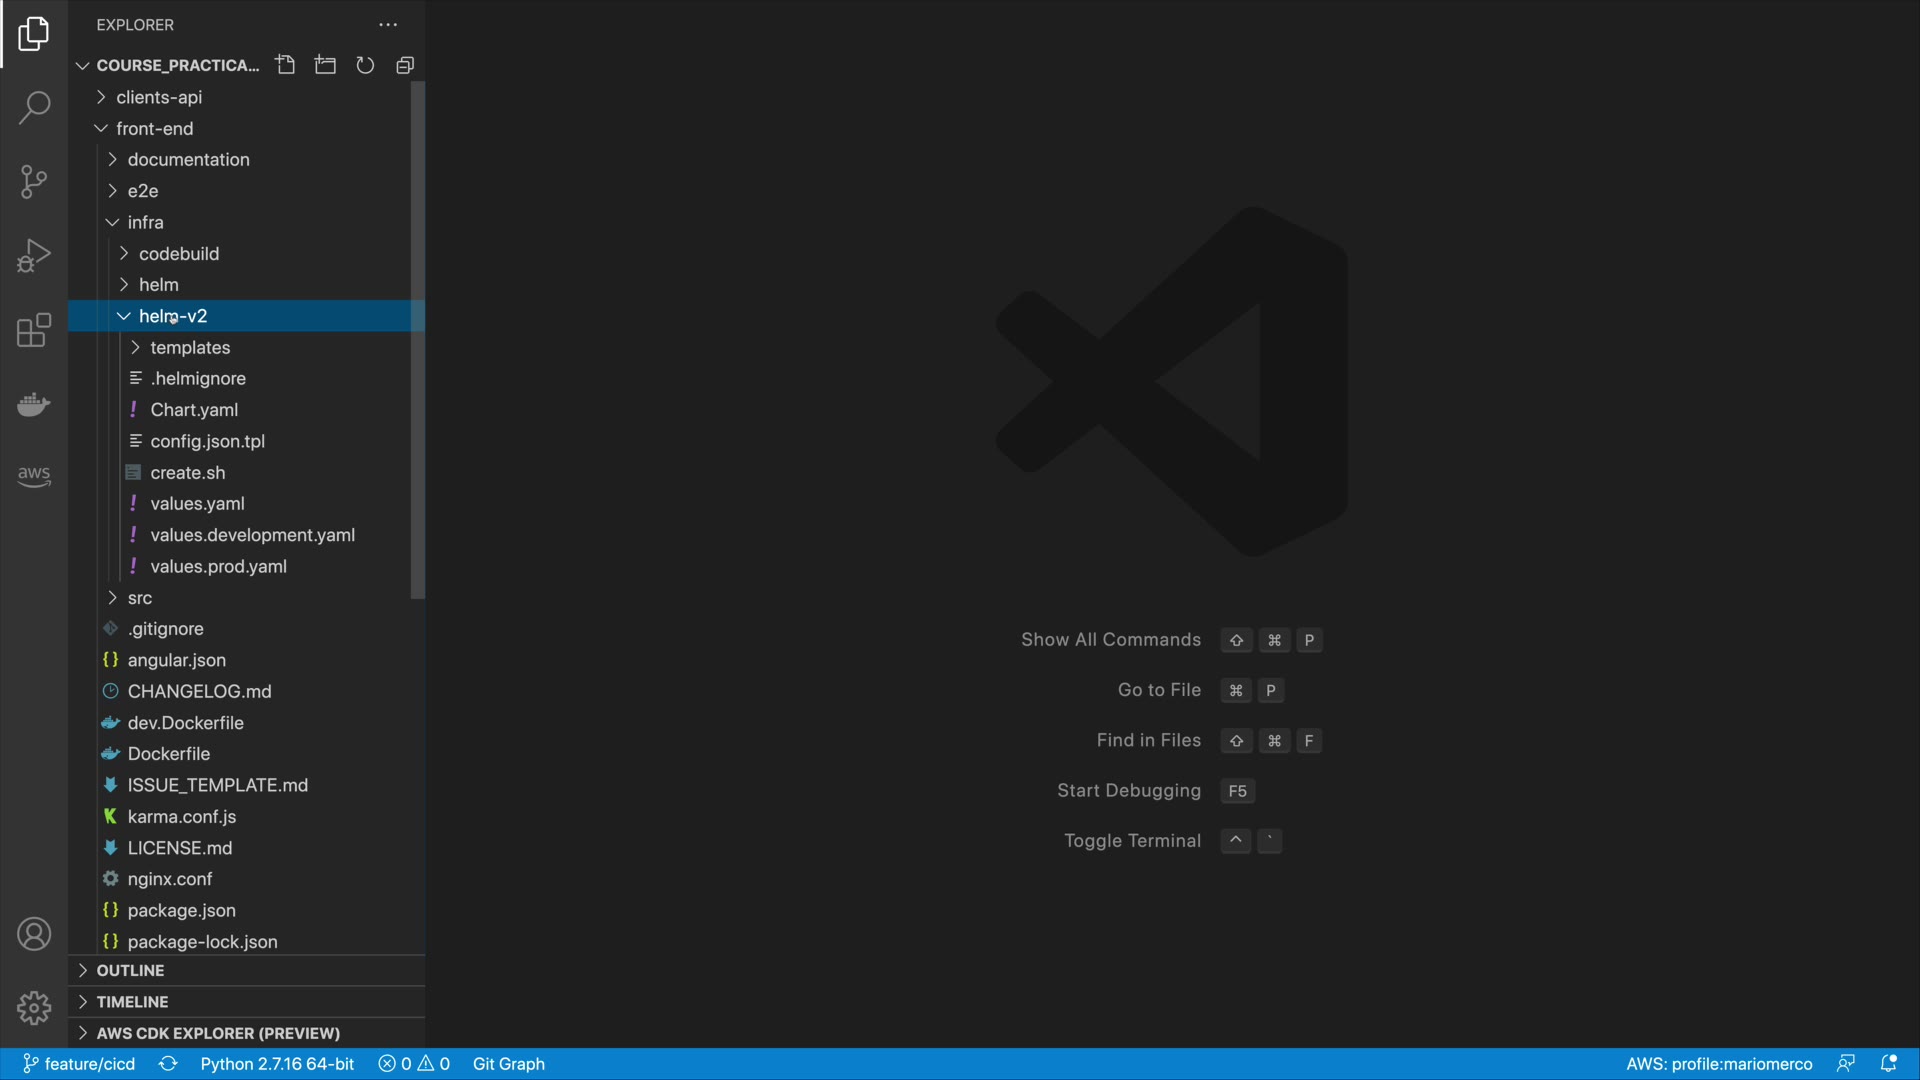 EXPLORER
COURSE_PRACTICA...
clients-api
front-end
documentation
e2e
infra
codebuild
helm
helm-v2
templates
.helmignore
Chart.yaml
config.json.tpl
create.sh
values.yaml
values.development.yaml
values.prod.yaml
src
.gitignore
angular.json
CHANGELOG.md
dev.Dockerfile
Dockerfile
ISSUE_TEMPLATE.md
karma.conf.js
LICENSE.md
nginx.conf
package.json
package-lock.json
OUTLINE
TIMELINE
AWS CDK EXPLORER (PREVIEW)
aws
Show All Commands ⇧ ⌘ P
Go to File ⌘ P
Find in Files ⇧ ⌘ F
Start Debugging F5
Toggle Terminal ^ `
feature/cicd Python 2.7.16 64-bit 0 0 Git Graph AWS: profile:mariomerco